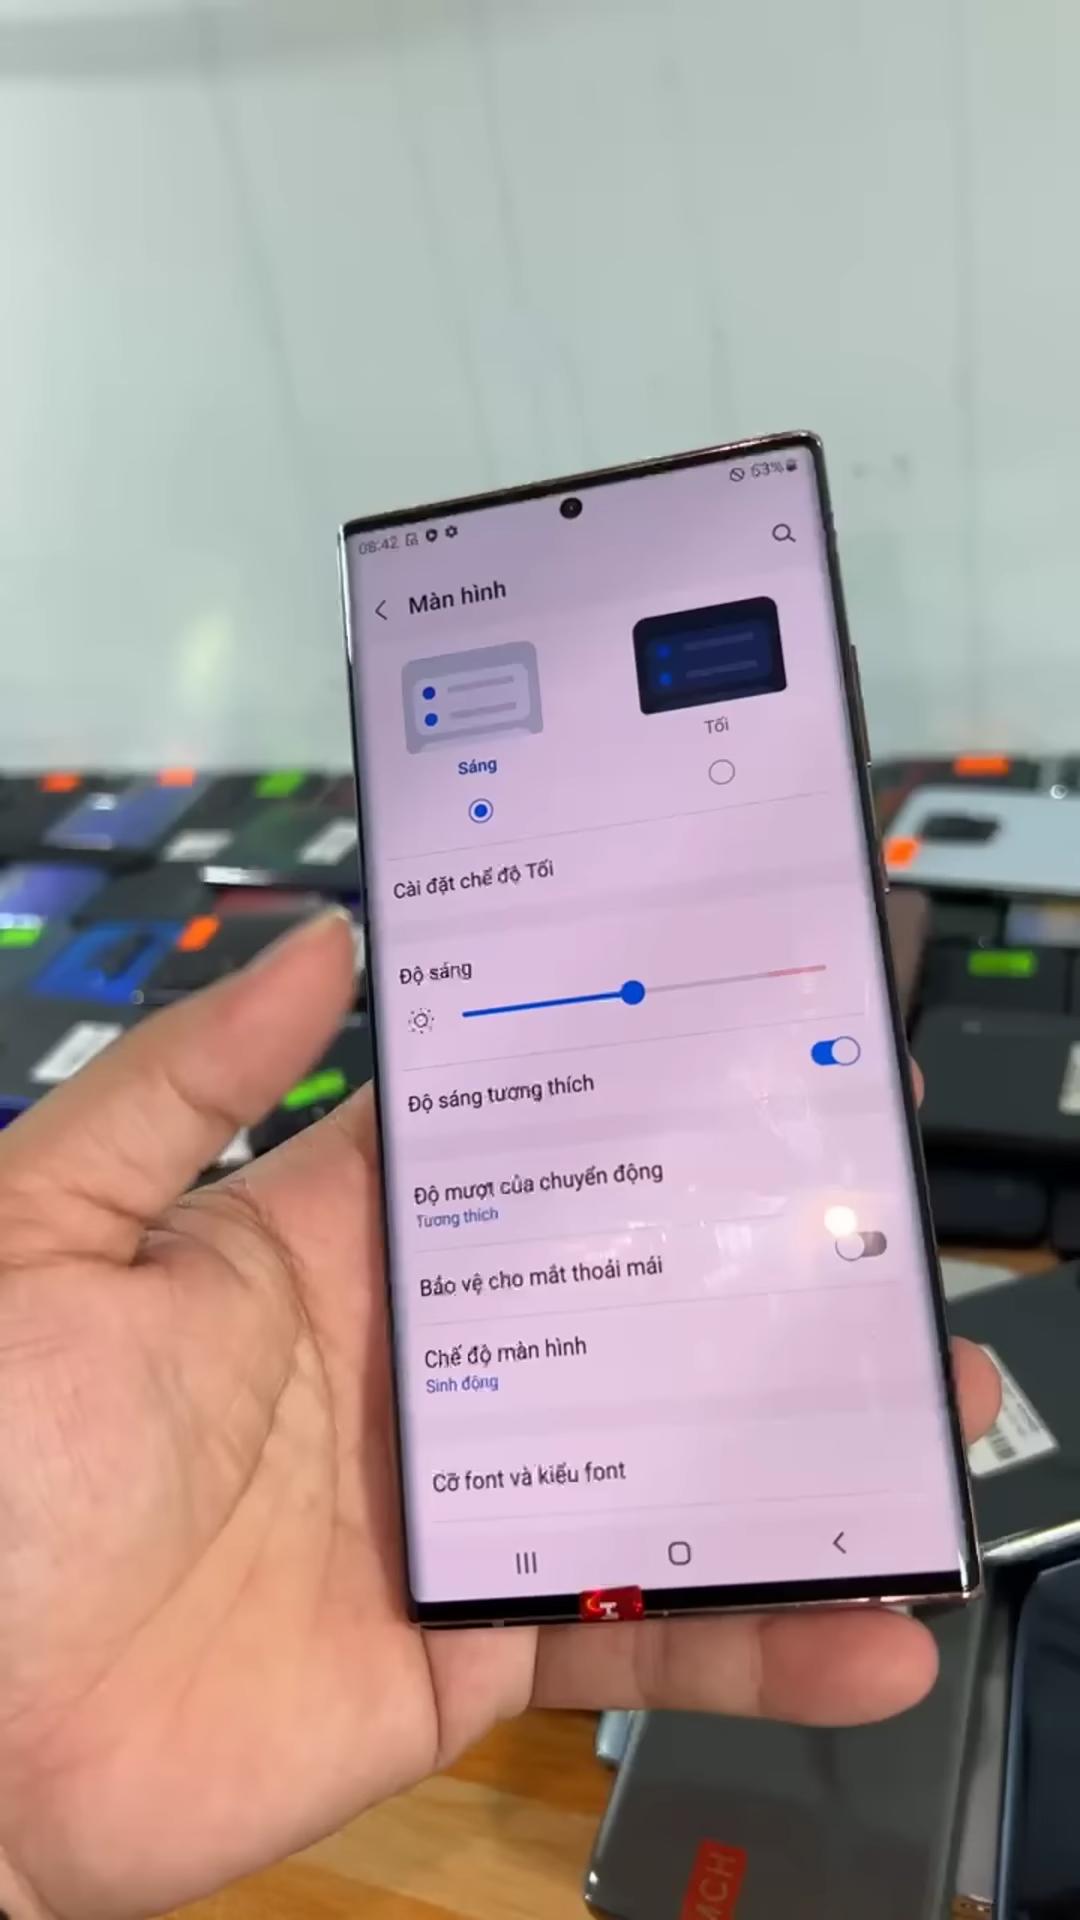 08:42
63%
Màn hình
Sáng
Tối
Cài đặt chế độ Tối
Độ sáng
Độ sáng tương thích
Độ mượt của chuyển động
Tương thích
Bảo vệ cho mắt thoải mái
Chế độ màn hình
Sinh động
Cỡ font và kiểu font
MCH